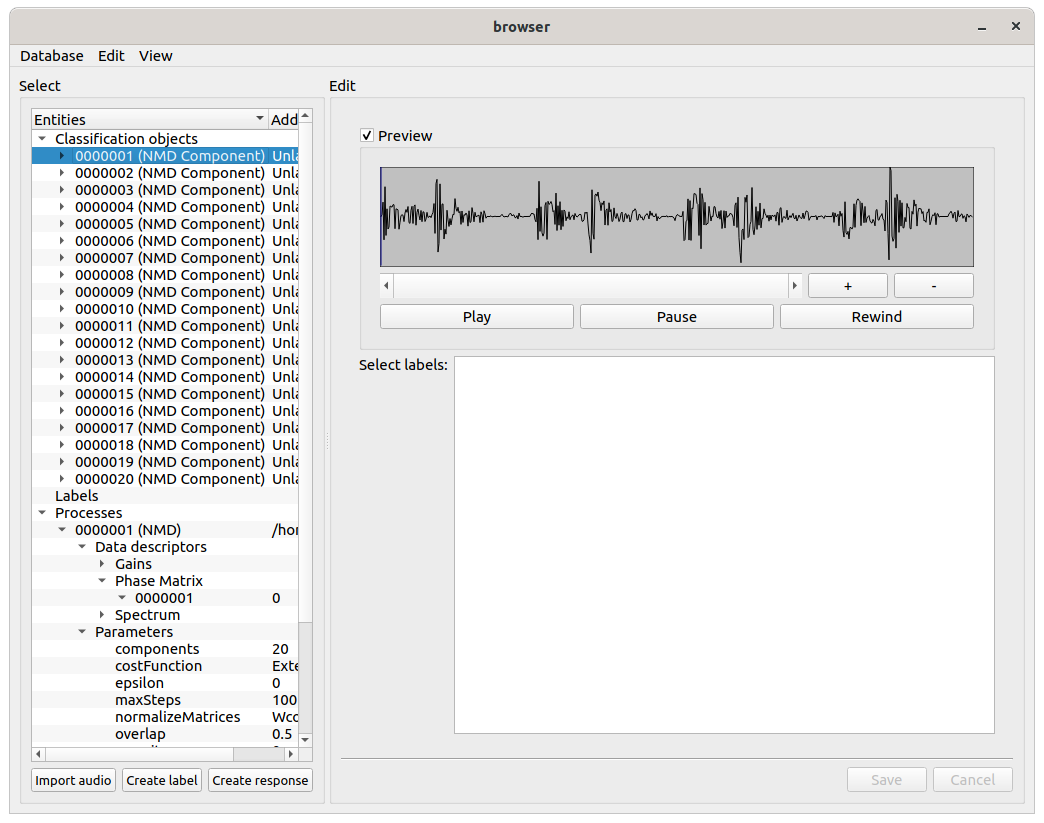 browser
Database Edit View
Select
Edit
Entities Add
Classification objects
0000001 (NMD Component) Unla
0000002 (NMD Component) Unla
0000003 (NMD Component) Unla
0000004 (NMD Component) Unla
0000005 (NMD Component) Unla
0000006 (NMD Component) Unla
0000007 (NMD Component) Unla
0000008 (NMD Component) Unla
0000009 (NMD Component) Unla
0000010 (NMD Component) Unla
0000011 (NMD Component) Unla
0000012 (NMD Component) Unla
0000013 (NMD Component) Unla
0000014 (NMD Component) Unla
0000015 (NMD Component) Unla
0000016 (NMD Component) Unla
0000017 (NMD Component) Unla
0000018 (NMD Component) Unla
0000019 (NMD Component) Unla
0000020 (NMD Component) Unla
Labels
Processes
0000001 (NMD) /hor
Data descriptors
Gains
Phase Matrix
0000001 0
Spectrum
Parameters
components 20
costFunction Exte
epsilon 0
maxSteps 100
normalizeMatrices Wco
overlap 0.5
Import audio Create label Create response
Preview
+ -
Play Pause Rewind
Select labels:
Save Cancel